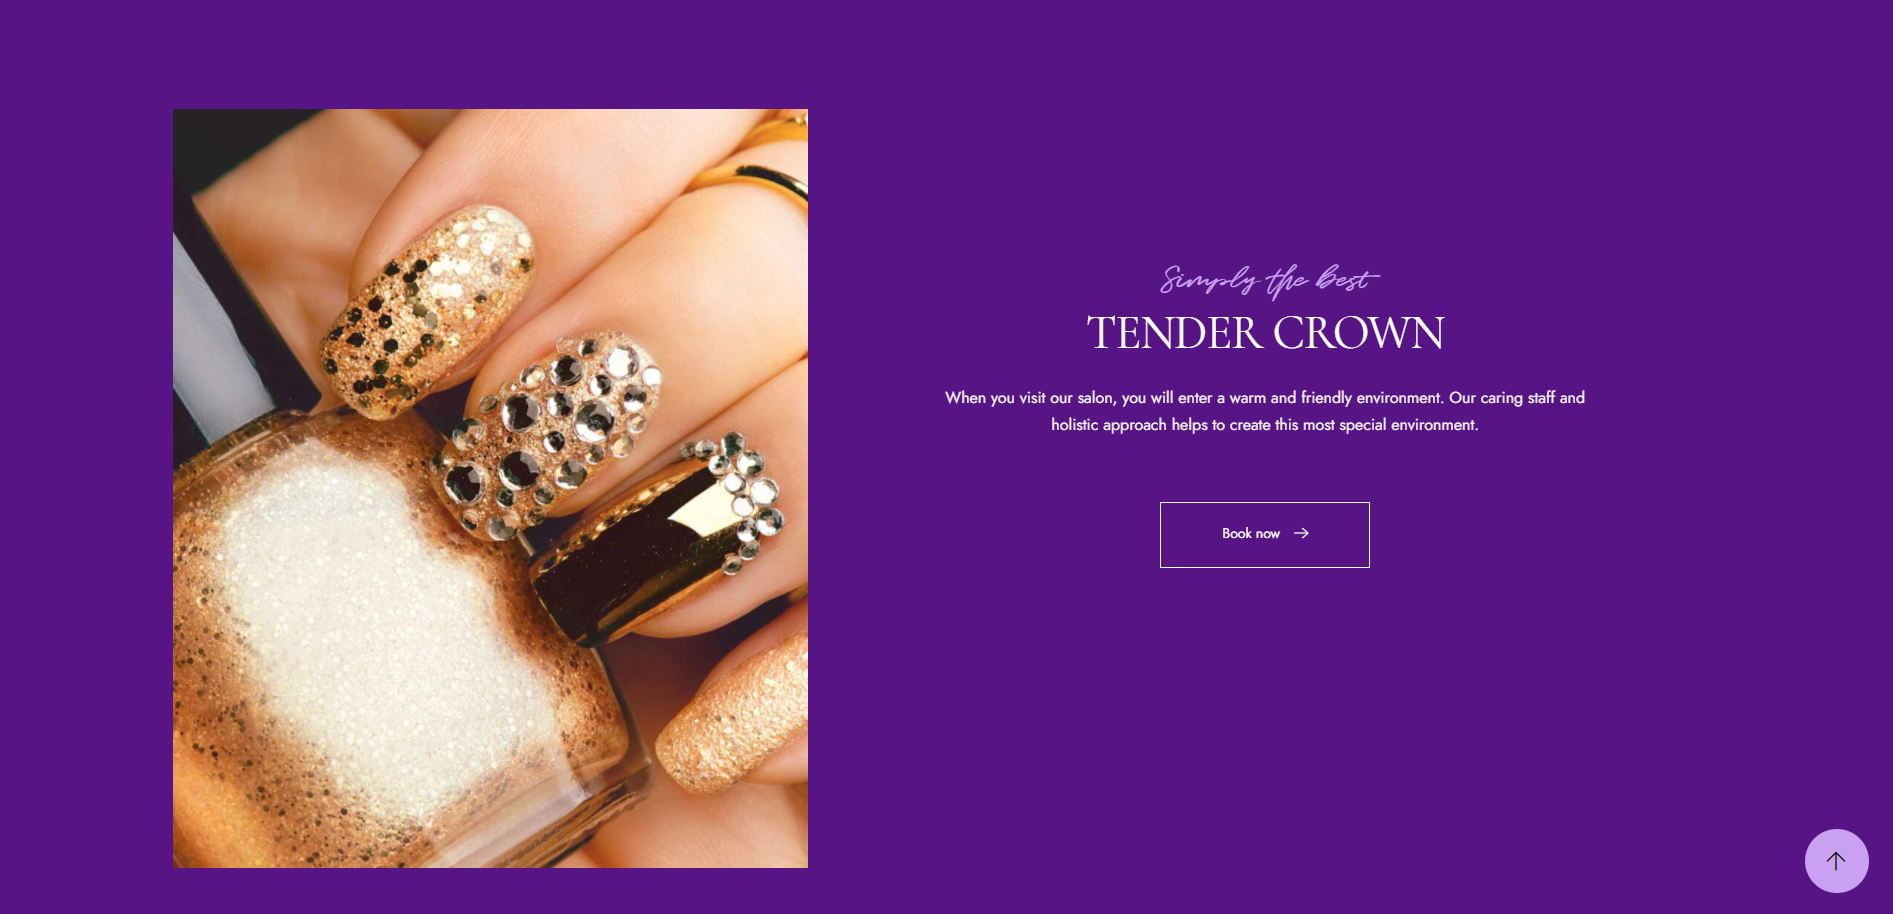 Simply the best
TENDER CROWN
When you visit our salon, you will enter a warm and friendly environment. Our caring staff and
holistic approach helps to create this most special environment.
Book now